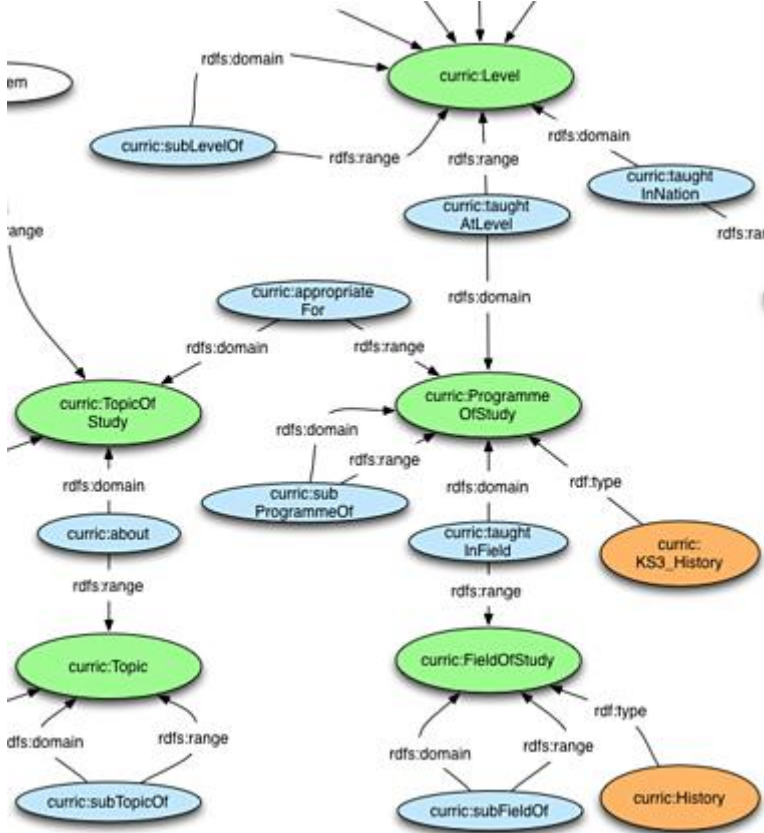 rdfs:domain
curric:Level
em
curric:subLevelOf
rdfs:range
rdfs:range
rdfs:domain
curric:taught
InNation
curric:taught
AtLevel
ange
rdfs:ra
curric:appropriate
For
rdfs:domain
rdfs:domain
rdfs:range
curric:TopicOf
Study
curric:Programme
OfStudy
rdfs:domain
rdfs:range
rdfs:domain
rdfs:domain
rdf:type
curric:sub
ProgrammeOf
curric:about
curric:taught
InField
curric:
KS3_History
rdfs:range
rdfs:range
curric:Topic
curric:FieldOfStudy
rdf:type
dfs:domain
rdfs:range
rdfs:domain
rdfs:range
curric:subTopicOf
curric:subFieldOf
curric:History